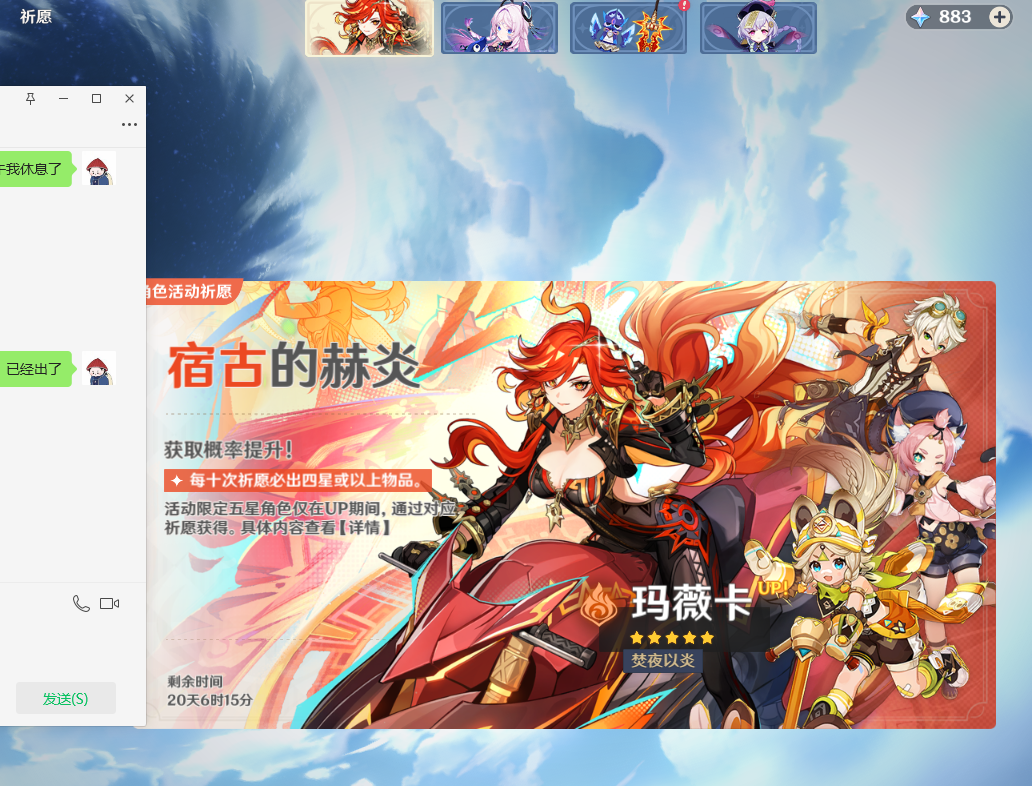 祈愿
883
我休息了
已经出了
发送(S)
角色活动祈愿
宿古的赫炎
获取概率提升！
每十次祈愿必出四星或以上物品。
活动限定五星角色仅在UP期间，通过对应
祈愿获得。具体内容查看【详情】
UP!
玛薇卡
焚夜以炎
剩余时间
20天6时15分